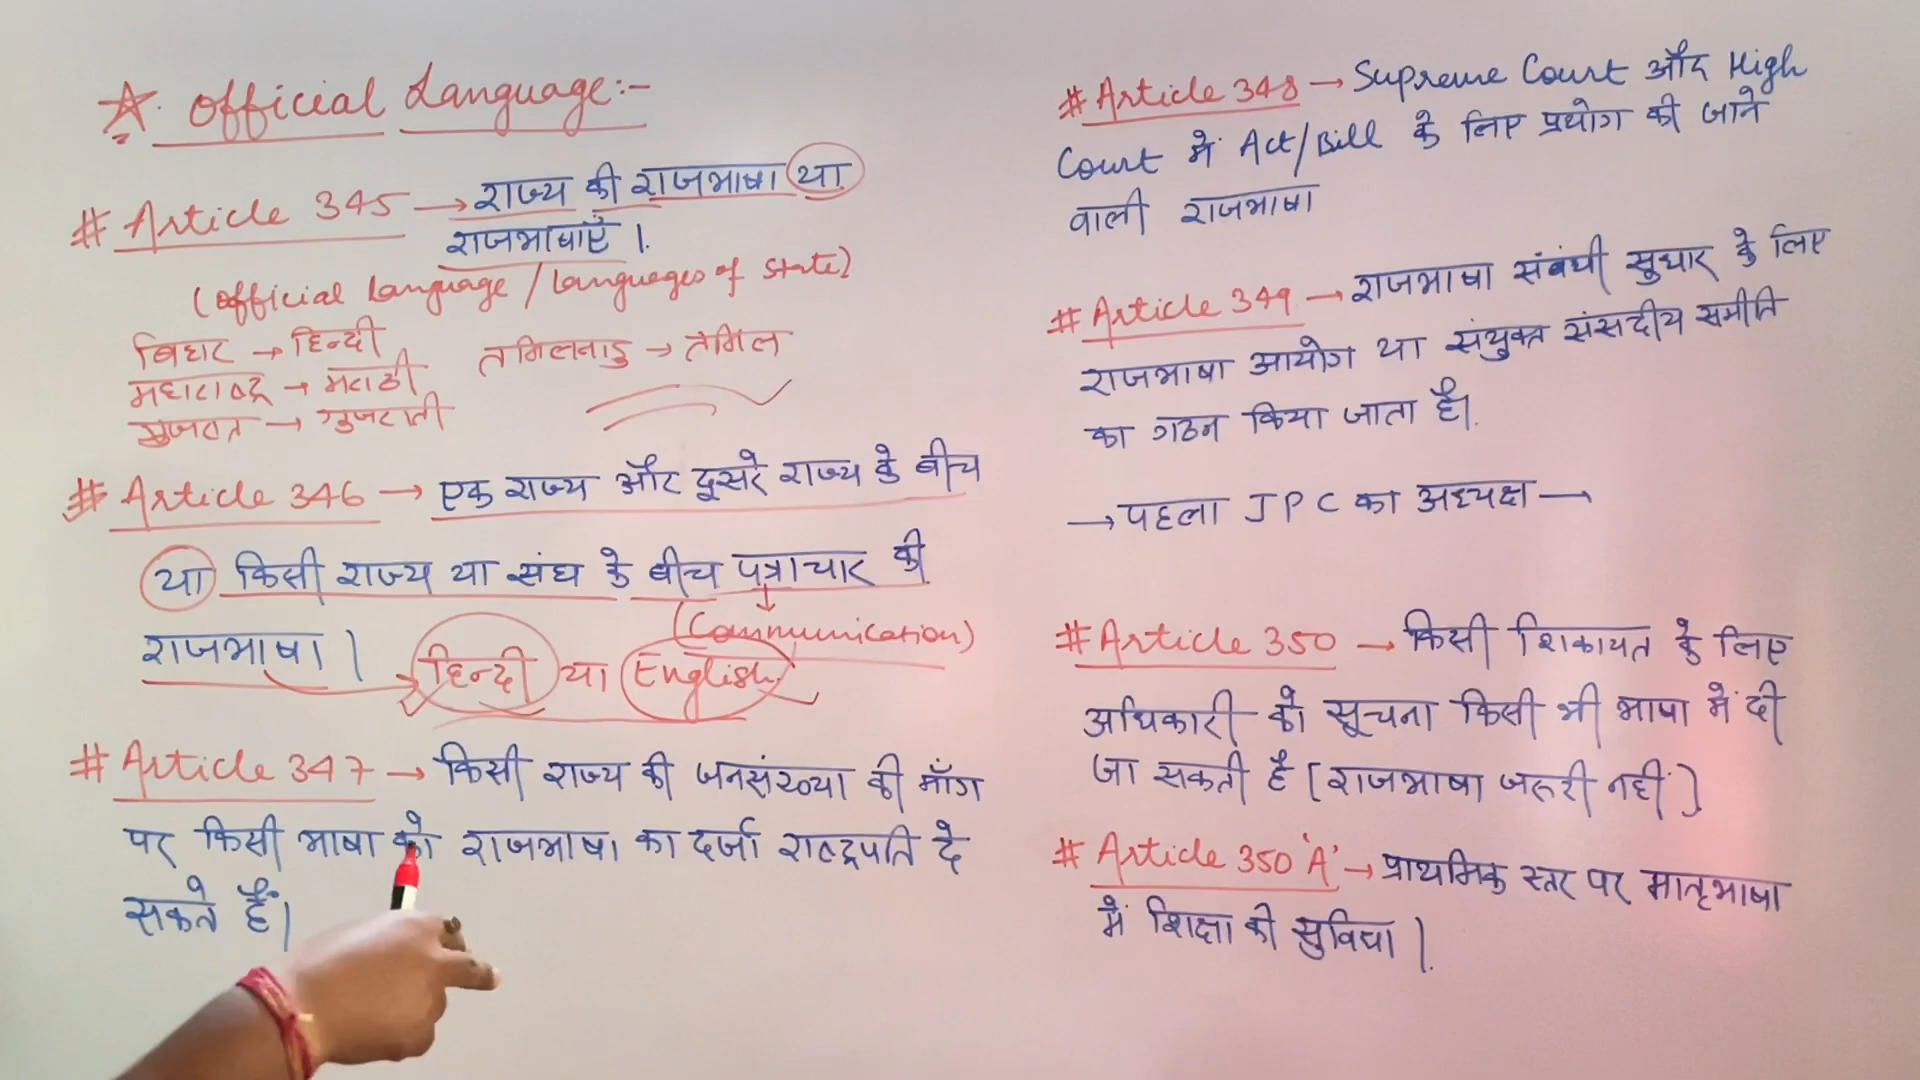 ☆. Official Language:-
# Article 345 → राज्य की राजभाषा या
राजभाषाएँ ।
(Official Language / Languages of State)
बिहार → हिन्दी
महाराष्ट्र → मराठी
गुजरात → गुजराती
तमिलनाडु → तमिल
# Article 346 → एक राज्य और दूसरे राज्य के बीच
या किसी राज्य या संघ के बीच पत्राचार की
↓
राजभाषा ।
(Communication)
→ हिन्दी या English
# Article 347 → किसी राज्य की जनसंख्या की माँग
पर किसी भाषा को राजभाषा का दर्जा राष्ट्रपति दे
सकते हैं।
# Article 348 → Supreme Court और High
Court में Act/Bill के लिए प्रयोग की जाने
वाली राजभाषा
# Article 349 → राजभाषा संबंधी सुधार के लिए
राजभाषा आयोग या संयुक्त संसदीय समीति
का गठन किया जाता है।
→ पहला JPC का अध्यक्ष →
# Article 350 → किसी शिकायत के लिए
अधिकारी को सूचना किसी भी भाषा में दी
जा सकती है [राजभाषा जरूरी नहीं]
# Article 350 'A' → प्राथमिक स्तर पर मातृभाषा
में शिक्षा की सुविधा ।